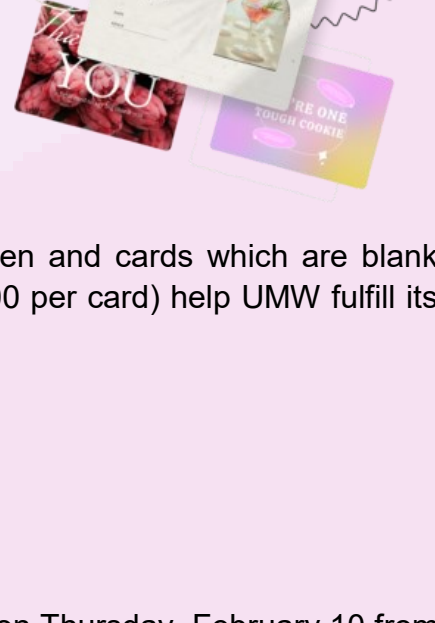 Thank
YOU
YOU'RE ONE
TOUGH COOKIE
en and cards which are blank
00 per card) help UMW fulfill its
on Thursday, February 10 from